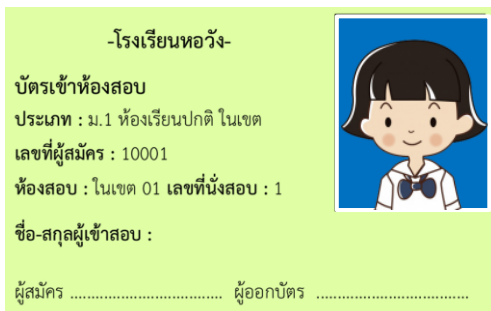 -โรงเรียนหอวัง-
บัตรเข้าห้องสอบ
ประเภท : ม.1 ห้องเรียนปกติ ในเขต
เลขที่ผู้สมัคร : 10001
ห้องสอบ : ในเขต 01 เลขที่นั่งสอบ : 1
ชื่อ-สกุลผู้เข้าสอบ :
ผู้สมัคร .................................... ผู้ออกบัตร ....................................